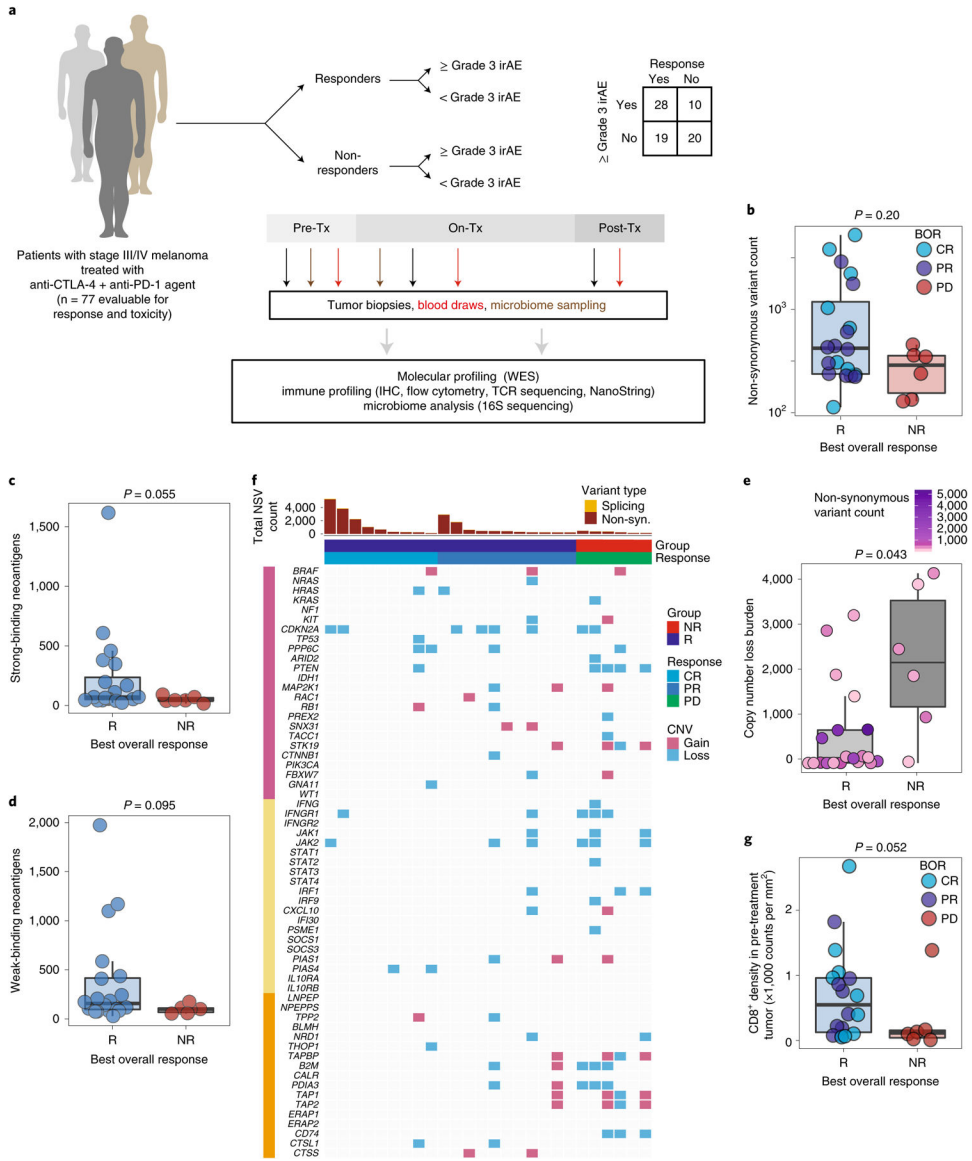 a
Responders
≥ Grade 3 irAE
< Grade 3 irAE
Non-
responders
≥ Grade 3 irAE
< Grade 3 irAE
Response
Yes No
≥ Grade 3 irAE
Yes 28 10
No 19 20
Patients with stage III/IV melanoma
treated with
anti-CTLA-4 + anti-PD-1 agent
(n = 77 evaluable for
response and toxicity)
Pre-Tx On-Tx Post-Tx
Tumor biopsies, blood draws, microbiome sampling
Molecular profiling (WES)
immune profiling (IHC, flow cytometry, TCR sequencing, NanoString)
microbiome analysis (16S sequencing)
b
P = 0.20
BOR
CR
PR
PD
Non-synonymous variant count
10³
10²
R NR
Best overall response
c
P = 0.055
Strong-binding neoantigens
1,500
1,000
500
0
R NR
Best overall response
d
P = 0.095
Weak-binding neoantigens
2,000
1,500
1,000
500
0
R NR
Best overall response
f
Total NSV
count
4,000
2,000
0
Variant type
Splicing
Non-syn.
Group
Response
BRAF
NRAS
HRAS
KRAS
NF1
KIT
CDKN2A
TP53
PPP6C
ARID2
PTEN
IDH1
MAP2K1
RAC1
RB1
PREX2
SNX31
TACC1
STK19
CTNNB1
PIK3CA
FBXW7
GNA11
WT1
IFNG
IFNGR1
IFNGR2
JAK1
JAK2
STAT1
STAT2
STAT3
STAT4
IRF1
IRF9
CXCL10
IFI30
PSME1
SOCS1
SOCS3
PIAS1
PIAS4
IL10RA
IL10RB
LNPEP
NPEPPS
TPP2
BLMH
NRD1
THOP1
TAPBP
B2M
CALR
PDIA3
TAP1
TAP2
ERAP1
ERAP2
CD74
CTSL1
CTSS
Group
NR
R
Response
CR
PR
PD
CNV
Gain
Loss
e
Non-synonymous
variant count
5,000
4,000
3,000
2,000
1,000
0
P = 0.043
Copy number loss burden
4,000
3,000
2,000
1,000
0
R NR
Best overall response
g
P = 0.052
BOR
CR
PR
PD
CD8⁺ density in pre-treatment
tumor (×1,000 counts per mm²)
2
1
0
R NR
Best overall response